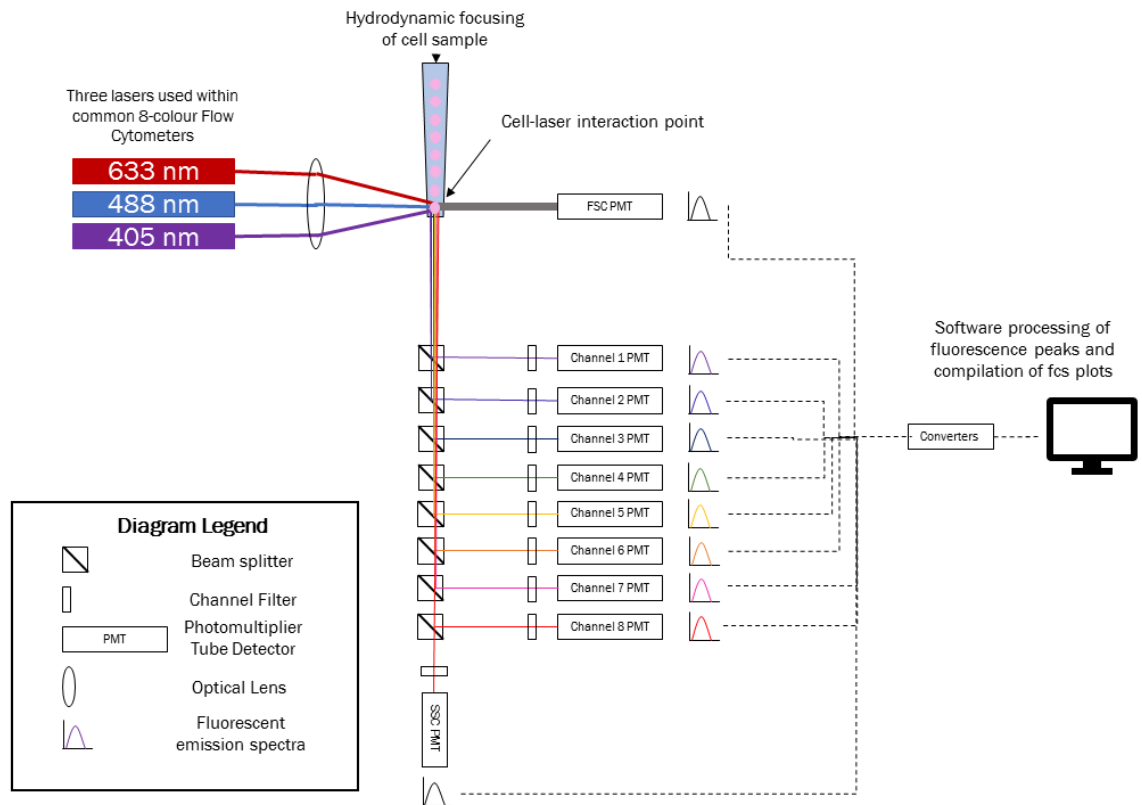 Hydrodynamic focusing
of cell sample
Three lasers used within
common 8-colour Flow
Cytometers
Cell-laser interaction point
633 nm
488 nm
405 nm
FSC PMT
Software processing of
fluorescence peaks and
compilation of fcs plots
Channel 1 PMT
Channel 2 PMT
Channel 3 PMT
Converters
Channel 4 PMT
Channel 5 PMT
Channel 6 PMT
Channel 7 PMT
Channel 8 PMT
SSC PMT
Diagram Legend
Beam splitter
Channel Filter
PMT
Photomultiplier
Tube Detector
Optical Lens
Fluorescent
emission spectra